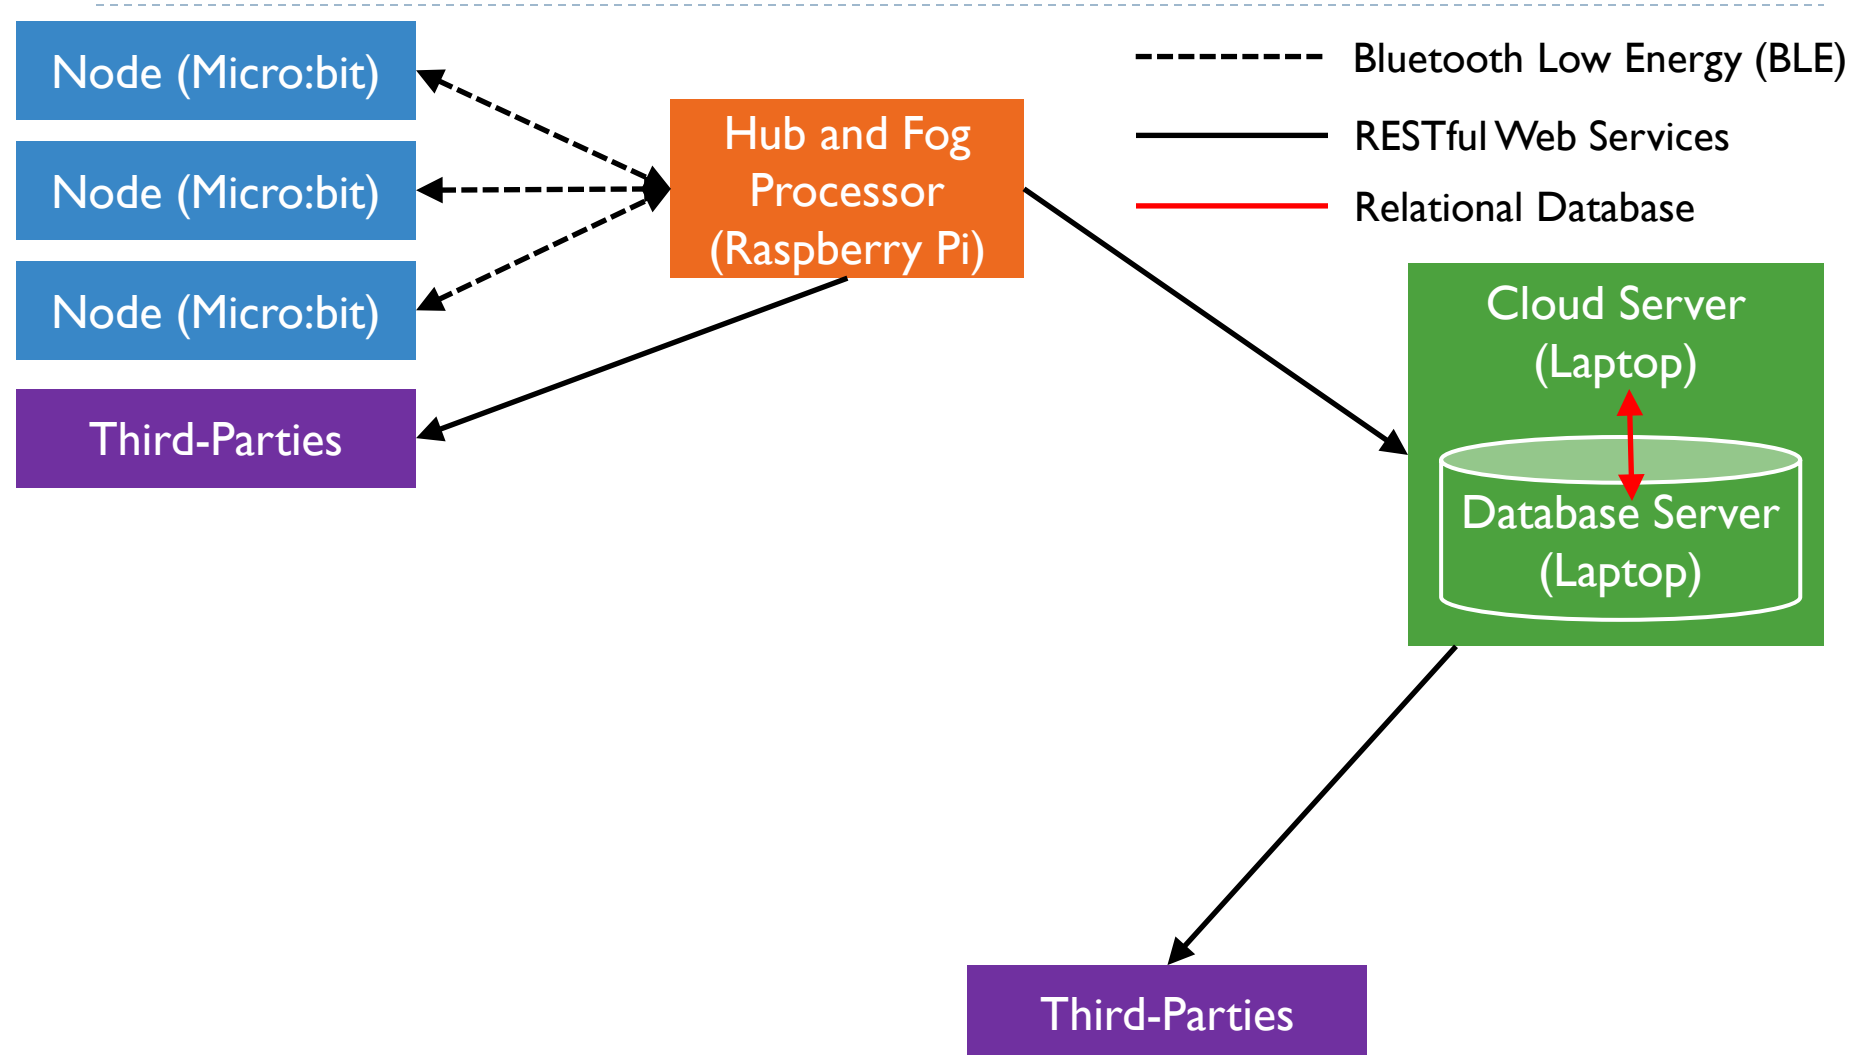 Node (Micro:bit)
Node (Micro:bit)
Node (Micro:bit)
Third-Parties
Hub and Fog
Processor
(Raspberry Pi)
Bluetooth Low Energy (BLE)
RESTful Web Services
Relational Database
Cloud Server
(Laptop)
Database Server
(Laptop)
Third-Parties